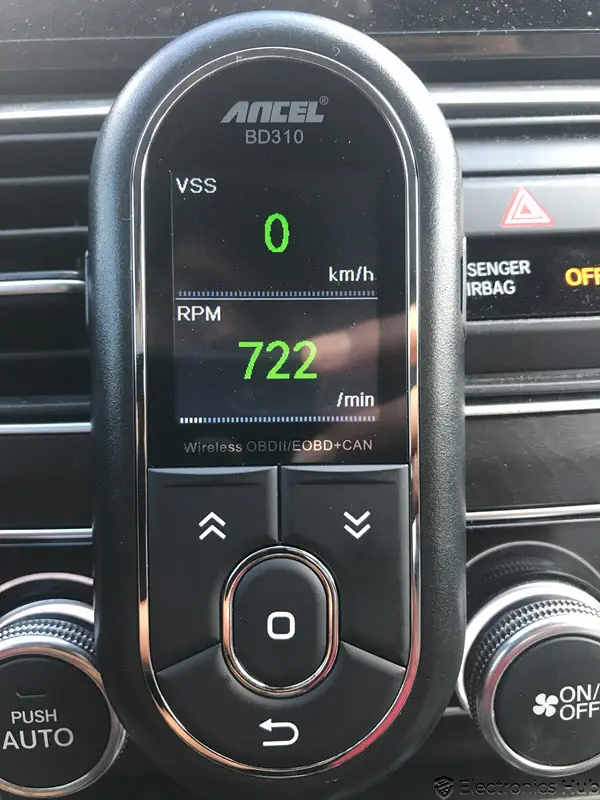 ANCEL®
BD310
VSS
0
km/h
RPM
722
/min
Wireless OBDII/EOBD+CAN
SENGER
IRBAG
OFF
PUSH
AUTO
ON/
OFF
Electronics Hub